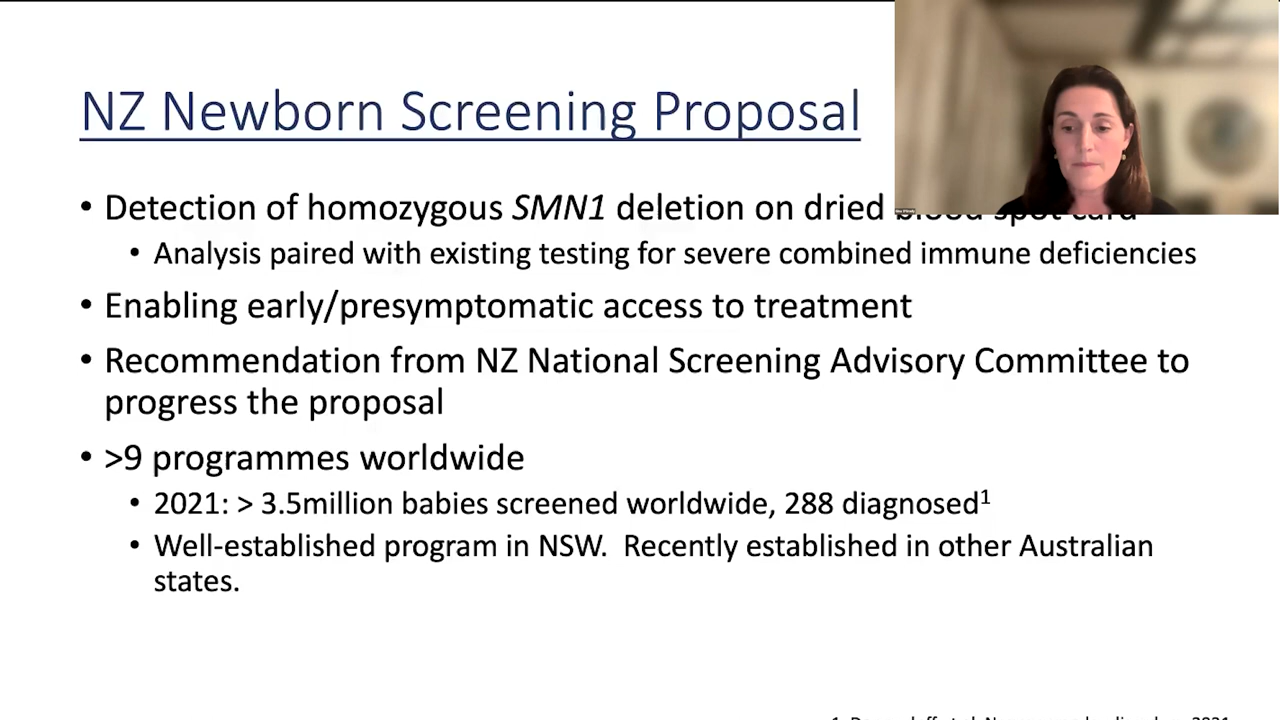 NZ Newborn Screening Proposal
• Detection of homozygous SMN1 deletion on dried blood spot card
• Analysis paired with existing testing for severe combined immune deficiencies
• Enabling early/presymptomatic access to treatment
• Recommendation from NZ National Screening Advisory Committee to
progress the proposal
• >9 programmes worldwide
• 2021: > 3.5million babies screened worldwide, 288 diagnosed¹
• Well-established program in NSW.  Recently established in other Australian
states.